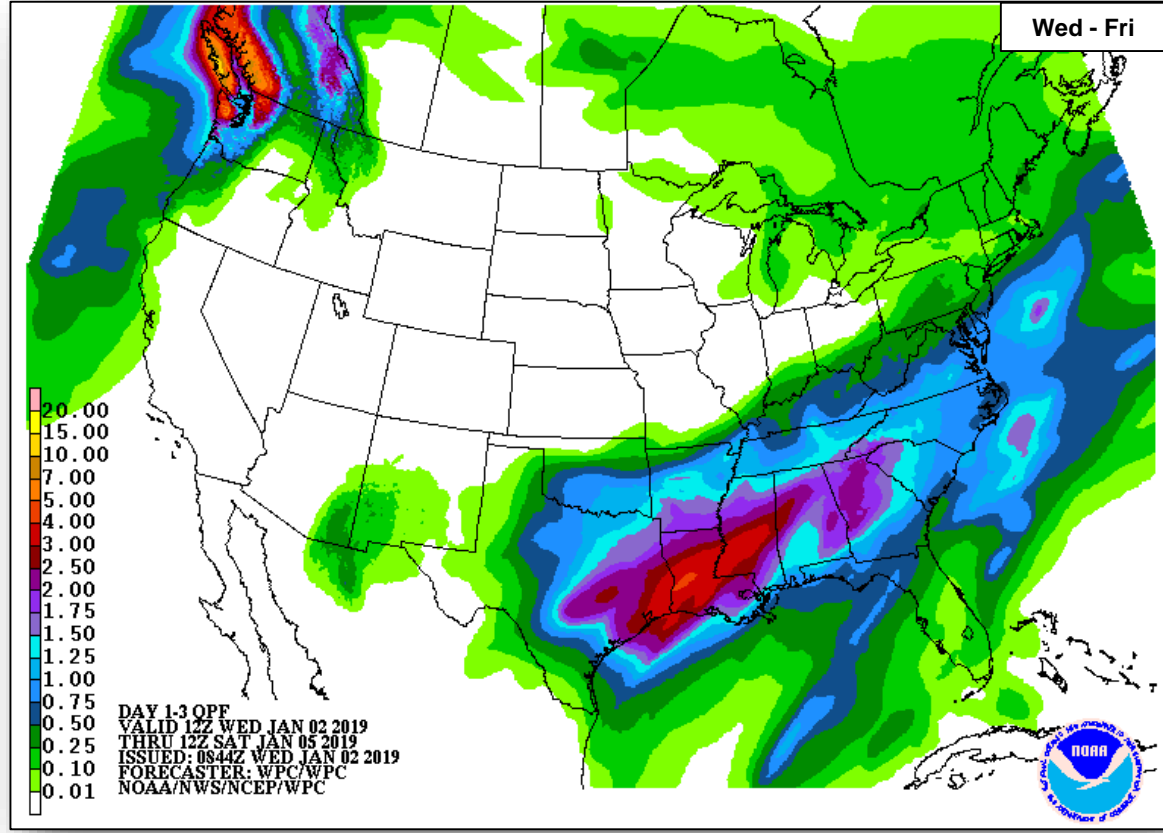 Wed - Fri
20.00
15.00
10.00
7.00
5.00
4.00
3.00
2.50
2.00
1.75
1.50
1.25
1.00
0.75
0.50
0.25
0.10
0.01
DAY 1-3 QPF
VALID 12Z WED JAN 02 2019
THRU 12Z SAT JAN 05 2019
ISSUED: 0844Z WED JAN 02 2019
FORECASTER: WPC/WPC
NOAA/NWS/NCEP/WPC
NOAA